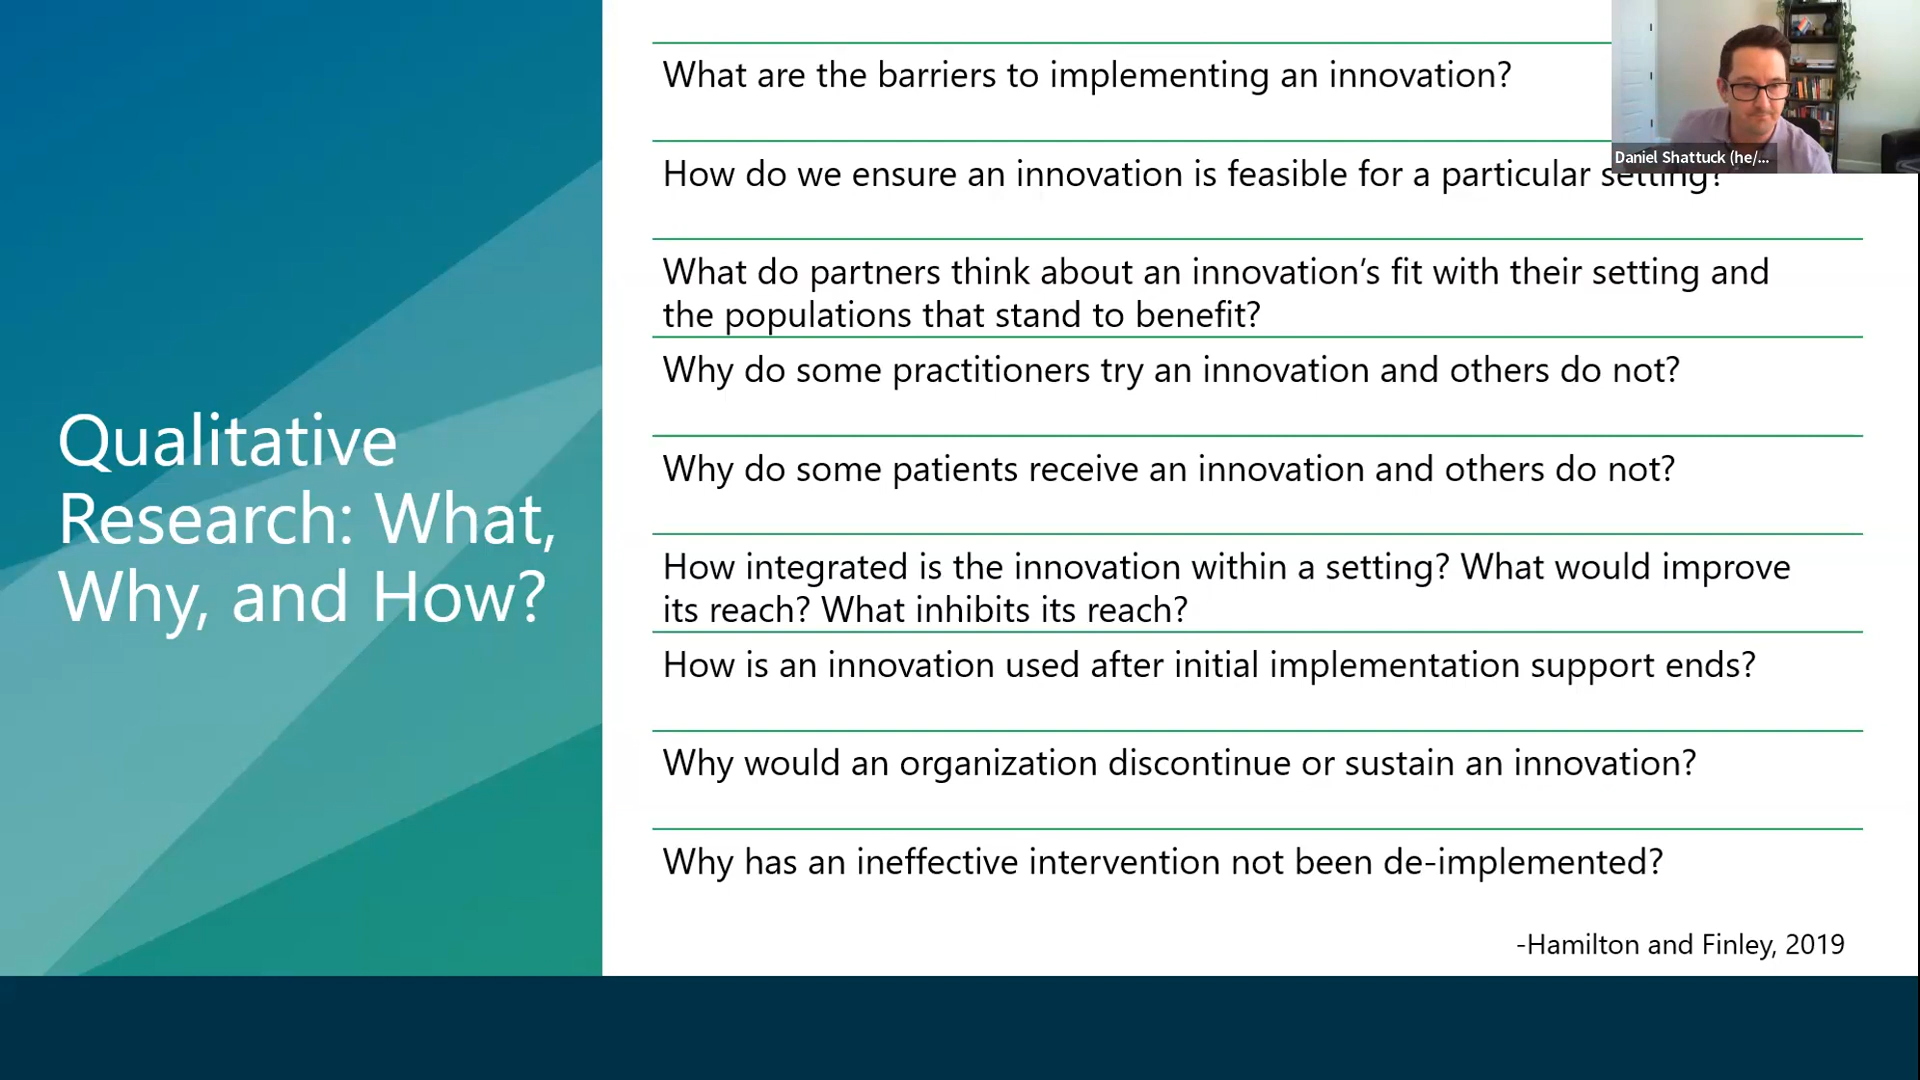 Qualitative
Research: What,
Why, and How?
What are the barriers to implementing an innovation?
How do we ensure an innovation is feasible for a particular setting?
What do partners think about an innovation’s fit with their setting and
the populations that stand to benefit?
Why do some practitioners try an innovation and others do not?
Why do some patients receive an innovation and others do not?
How integrated is the innovation within a setting? What would improve
its reach? What inhibits its reach?
How is an innovation used after initial implementation support ends?
Why would an organization discontinue or sustain an innovation?
Why has an ineffective intervention not been de-implemented?
-Hamilton and Finley, 2019
Daniel Shattuck (he/...